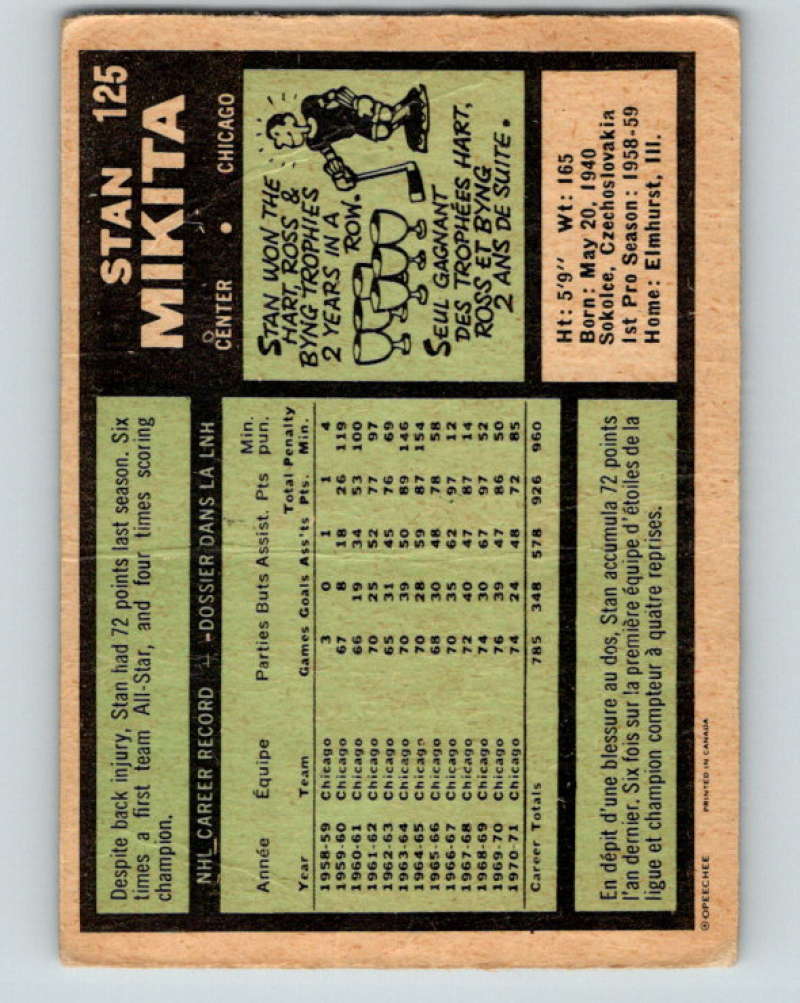 STAN 125
MIKITA
CENTER • CHICAGO
Despite back injury, Stan had 72 points last season. Six
times a first team All-Star, and four times scoring
champion.
NHL CAREER RECORD - DOSSIER DANS LA LNH
Année Équipe Parties Buts Assist. Pts Min. pun.
Year Team Games Goals Ass'ts Total Pts. Penalty Min.
1958-59 Chicago 3 0 1 1 4
1959-60 Chicago 67 8 18 26 119
1960-61 Chicago 66 19 34 53 100
1961-62 Chicago 70 25 52 77 97
1962-63 Chicago 65 31 45 76 69
1963-64 Chicago 70 39 50 89 146
1964-65 Chicago 70 28 59 87 154
1965-66 Chicago 68 30 48 78 58
1966-67 Chicago 70 35 62 97 12
1967-68 Chicago 72 40 47 87 14
1968-69 Chicago 74 30 67 97 52
1969-70 Chicago 76 39 47 86 50
1970-71 Chicago 74 24 48 72 85
Career Totals 785 348 578 926 960
En dépit d'une blessure au dos, Stan accumula 72 points
l'an dernier. Six fois sur la première équipe d'étoiles de la
ligue et champion compteur à quatre reprises.
STAN WON THE
HART, ROSS &
BYNG TROPHIES
2 YEARS IN A
ROW.
SEUL GAGNANT
DES TROPHÉES HART,
ROSS ET BYNG
2 ANS DE SUITE.
Ht: 5'9" Wt: 165
Born: May 20, 1940
Sokolce, Czechoslovakia
1st Pro Season: 1958-59
Home: Elmhurst, Ill.
©OPEECHEE PRINTED IN CANADA